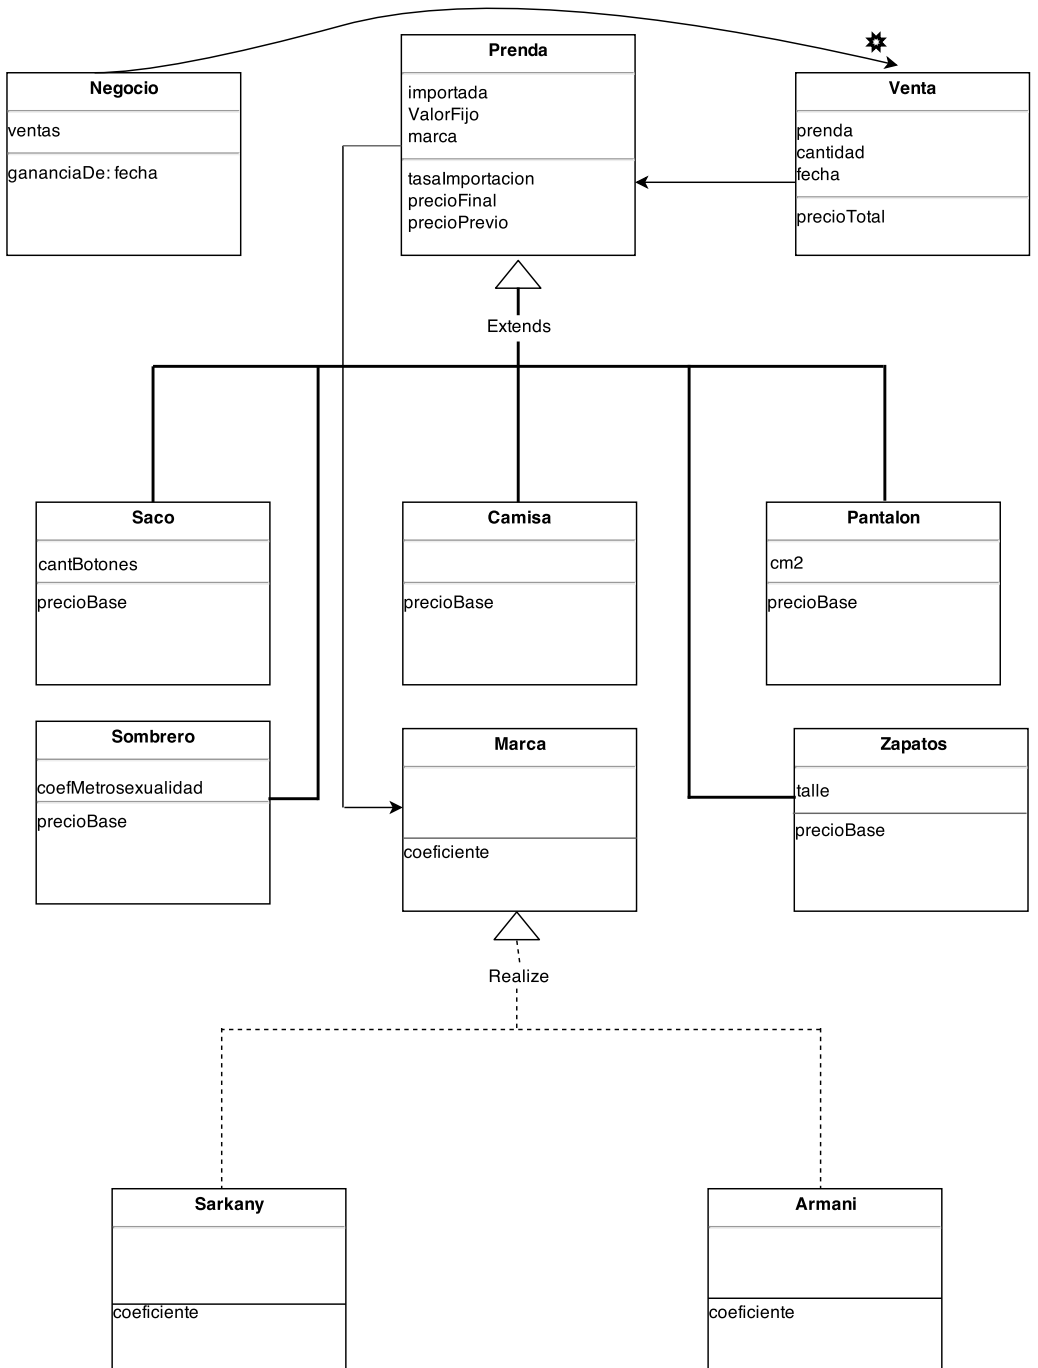 Negocio
ventas
gananciaDe: fecha
Prenda
importada
ValorFijo
marca
tasaImportacion
precioFinal
precioPrevio
Venta
prenda
cantidad
fecha
precioTotal
Extends
Saco
cantBotones
precioBase
Camisa
precioBase
Pantalon
cm2
precioBase
Sombrero
coefMetrosexualidad
precioBase
Marca
coeficiente
Zapatos
talle
precioBase
Realize
Sarkany
coeficiente
Armani
coeficiente